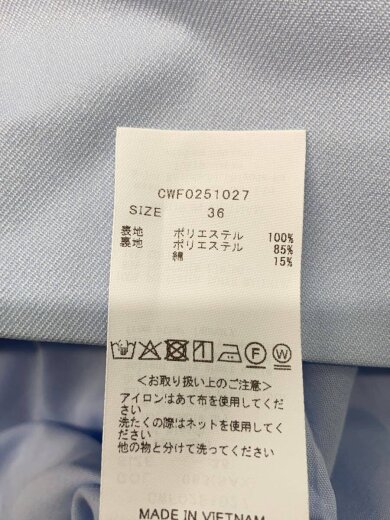 CWF0251027
SIZE 36
表地 ポリエステル 100%
裏地 ポリエステル 85%
綿 15%
F W
<お取り扱い上のご注意>
アイロンはあて布を使用してくだ
さい
洗たくの際はネットを使用してく
ださい
他の物と分けて洗ってください
MADE IN VIETNAM